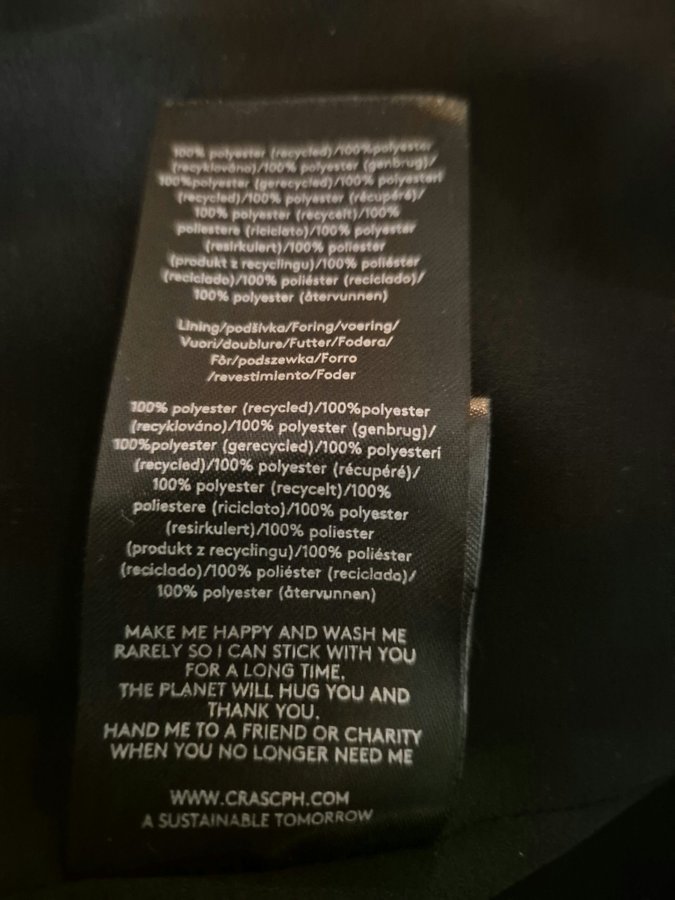 100% polyester (recycled)/100%polyester
(recyklováno)/100% polyester (genbrug)/
100%polyester (gerecycled)/100% polyesteri
(recycled)/100% polyester (récupéré)/
100% polyester (recycelt)/100%
poliestere (riciclato)/100% polyester
(resirkulert)/100% poliester
(produkt z recyclingu)/100% poliéster
(reciclado)/100% poliéster (reciclado)/
100% polyester (återvunnen)
Lining/podšívka/Foring/voering/
Vuori/doublure/Futter/Fodera/
Fôr/podszewka/Forro
/revestimiento/Foder
100% polyester (recycled)/100%polyester
(recyklováno)/100% polyester (genbrug)/
100%polyester (gerecycled)/100% polyesteri
(recycled)/100% polyester (récupéré)/
100% polyester (recycelt)/100%
poliestere (riciclato)/100% polyester
(resirkulert)/100% poliester
(produkt z recyclingu)/100% poliéster
(reciclado)/100% poliéster (reciclado)/
100% polyester (återvunnen)
MAKE ME HAPPY AND WASH ME
RARELY SO I CAN STICK WITH YOU
FOR A LONG TIME.
THE PLANET WILL HUG YOU AND
THANK YOU.
HAND ME TO A FRIEND OR CHARITY
WHEN YOU NO LONGER NEED ME
WWW.CRASCPH.COM
A SUSTAINABLE TOMORROW